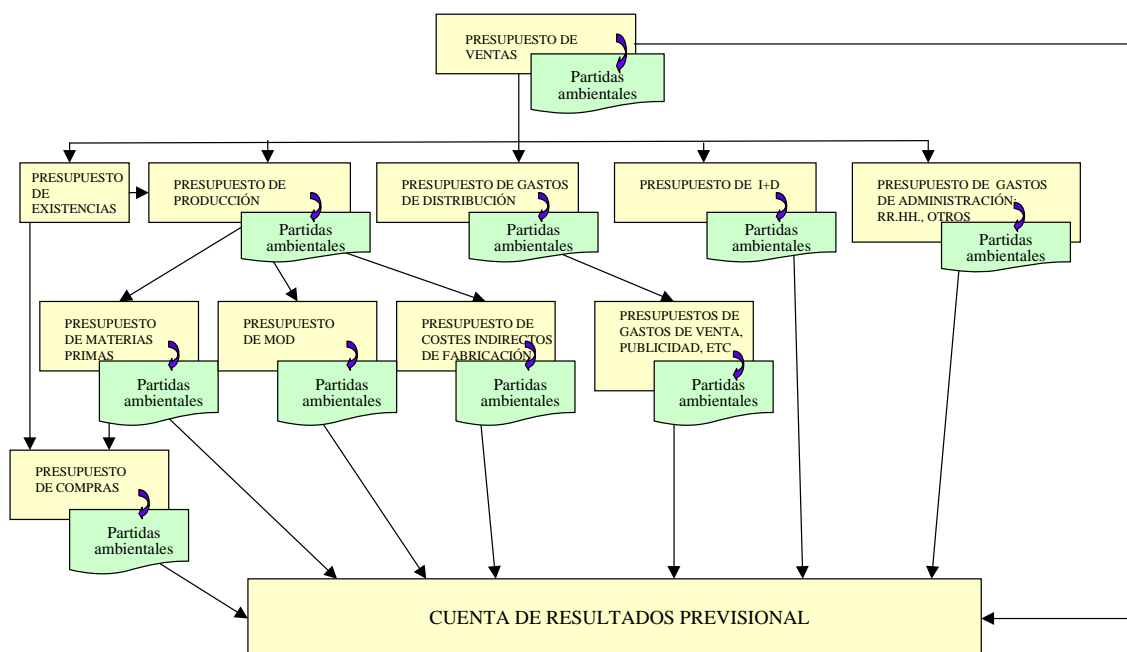 PRESUPUESTO DE
VENTAS
Partidas
ambientales
PRESUPUESTO
DE
EXISTENCIAS
PRESUPUESTO DE
PRODUCCIÓN
Partidas
ambientales
PRESUPUESTO DE GASTOS
DE DISTRIBUCIÓN
Partidas
ambientales
PRESUPUESTO DE I+D
Partidas
ambientales
PRESUPUESTO DE GASTOS
DE ADMINISTRACIÓN;
RR.HH., OTROS
Partidas
ambientales
PRESUPUESTO
DE MATERIAS
PRIMAS
Partidas
ambientales
PRESUPUESTO
DE MOD
Partidas
ambientales
PRESUPUESTO DE
COSTES INDIRECTOS
DE FABRICACIÓN
Partidas
ambientales
PRESUPUESTOS DE
GASTOS DE VENTA,
PUBLICIDAD, ETC
Partidas
ambientales
PRESUPUESTO
DE COMPRAS
Partidas
ambientales
CUENTA DE RESULTADOS PREVISIONAL